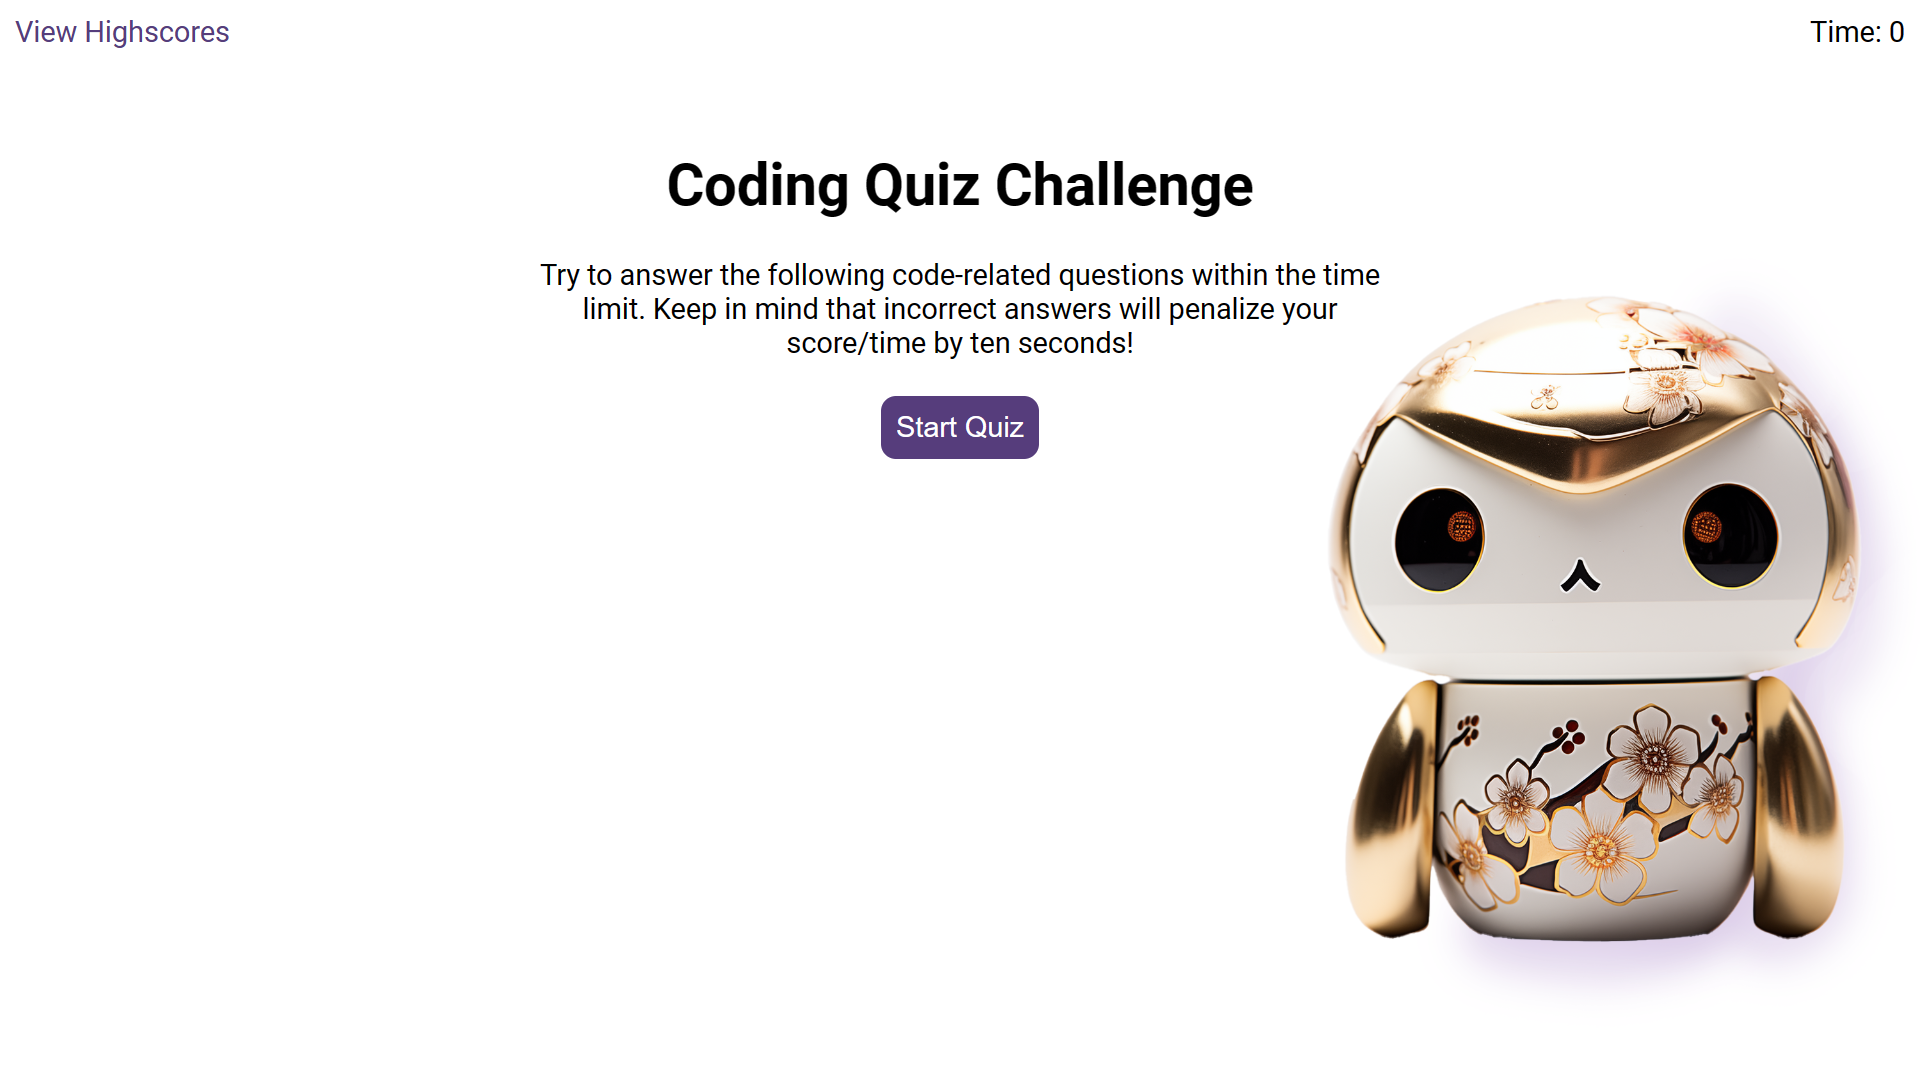 View Highscores
Time: 0
Coding Quiz Challenge
Try to answer the following code-related questions within the time
limit. Keep in mind that incorrect answers will penalize your
score/time by ten seconds!
Start Quiz